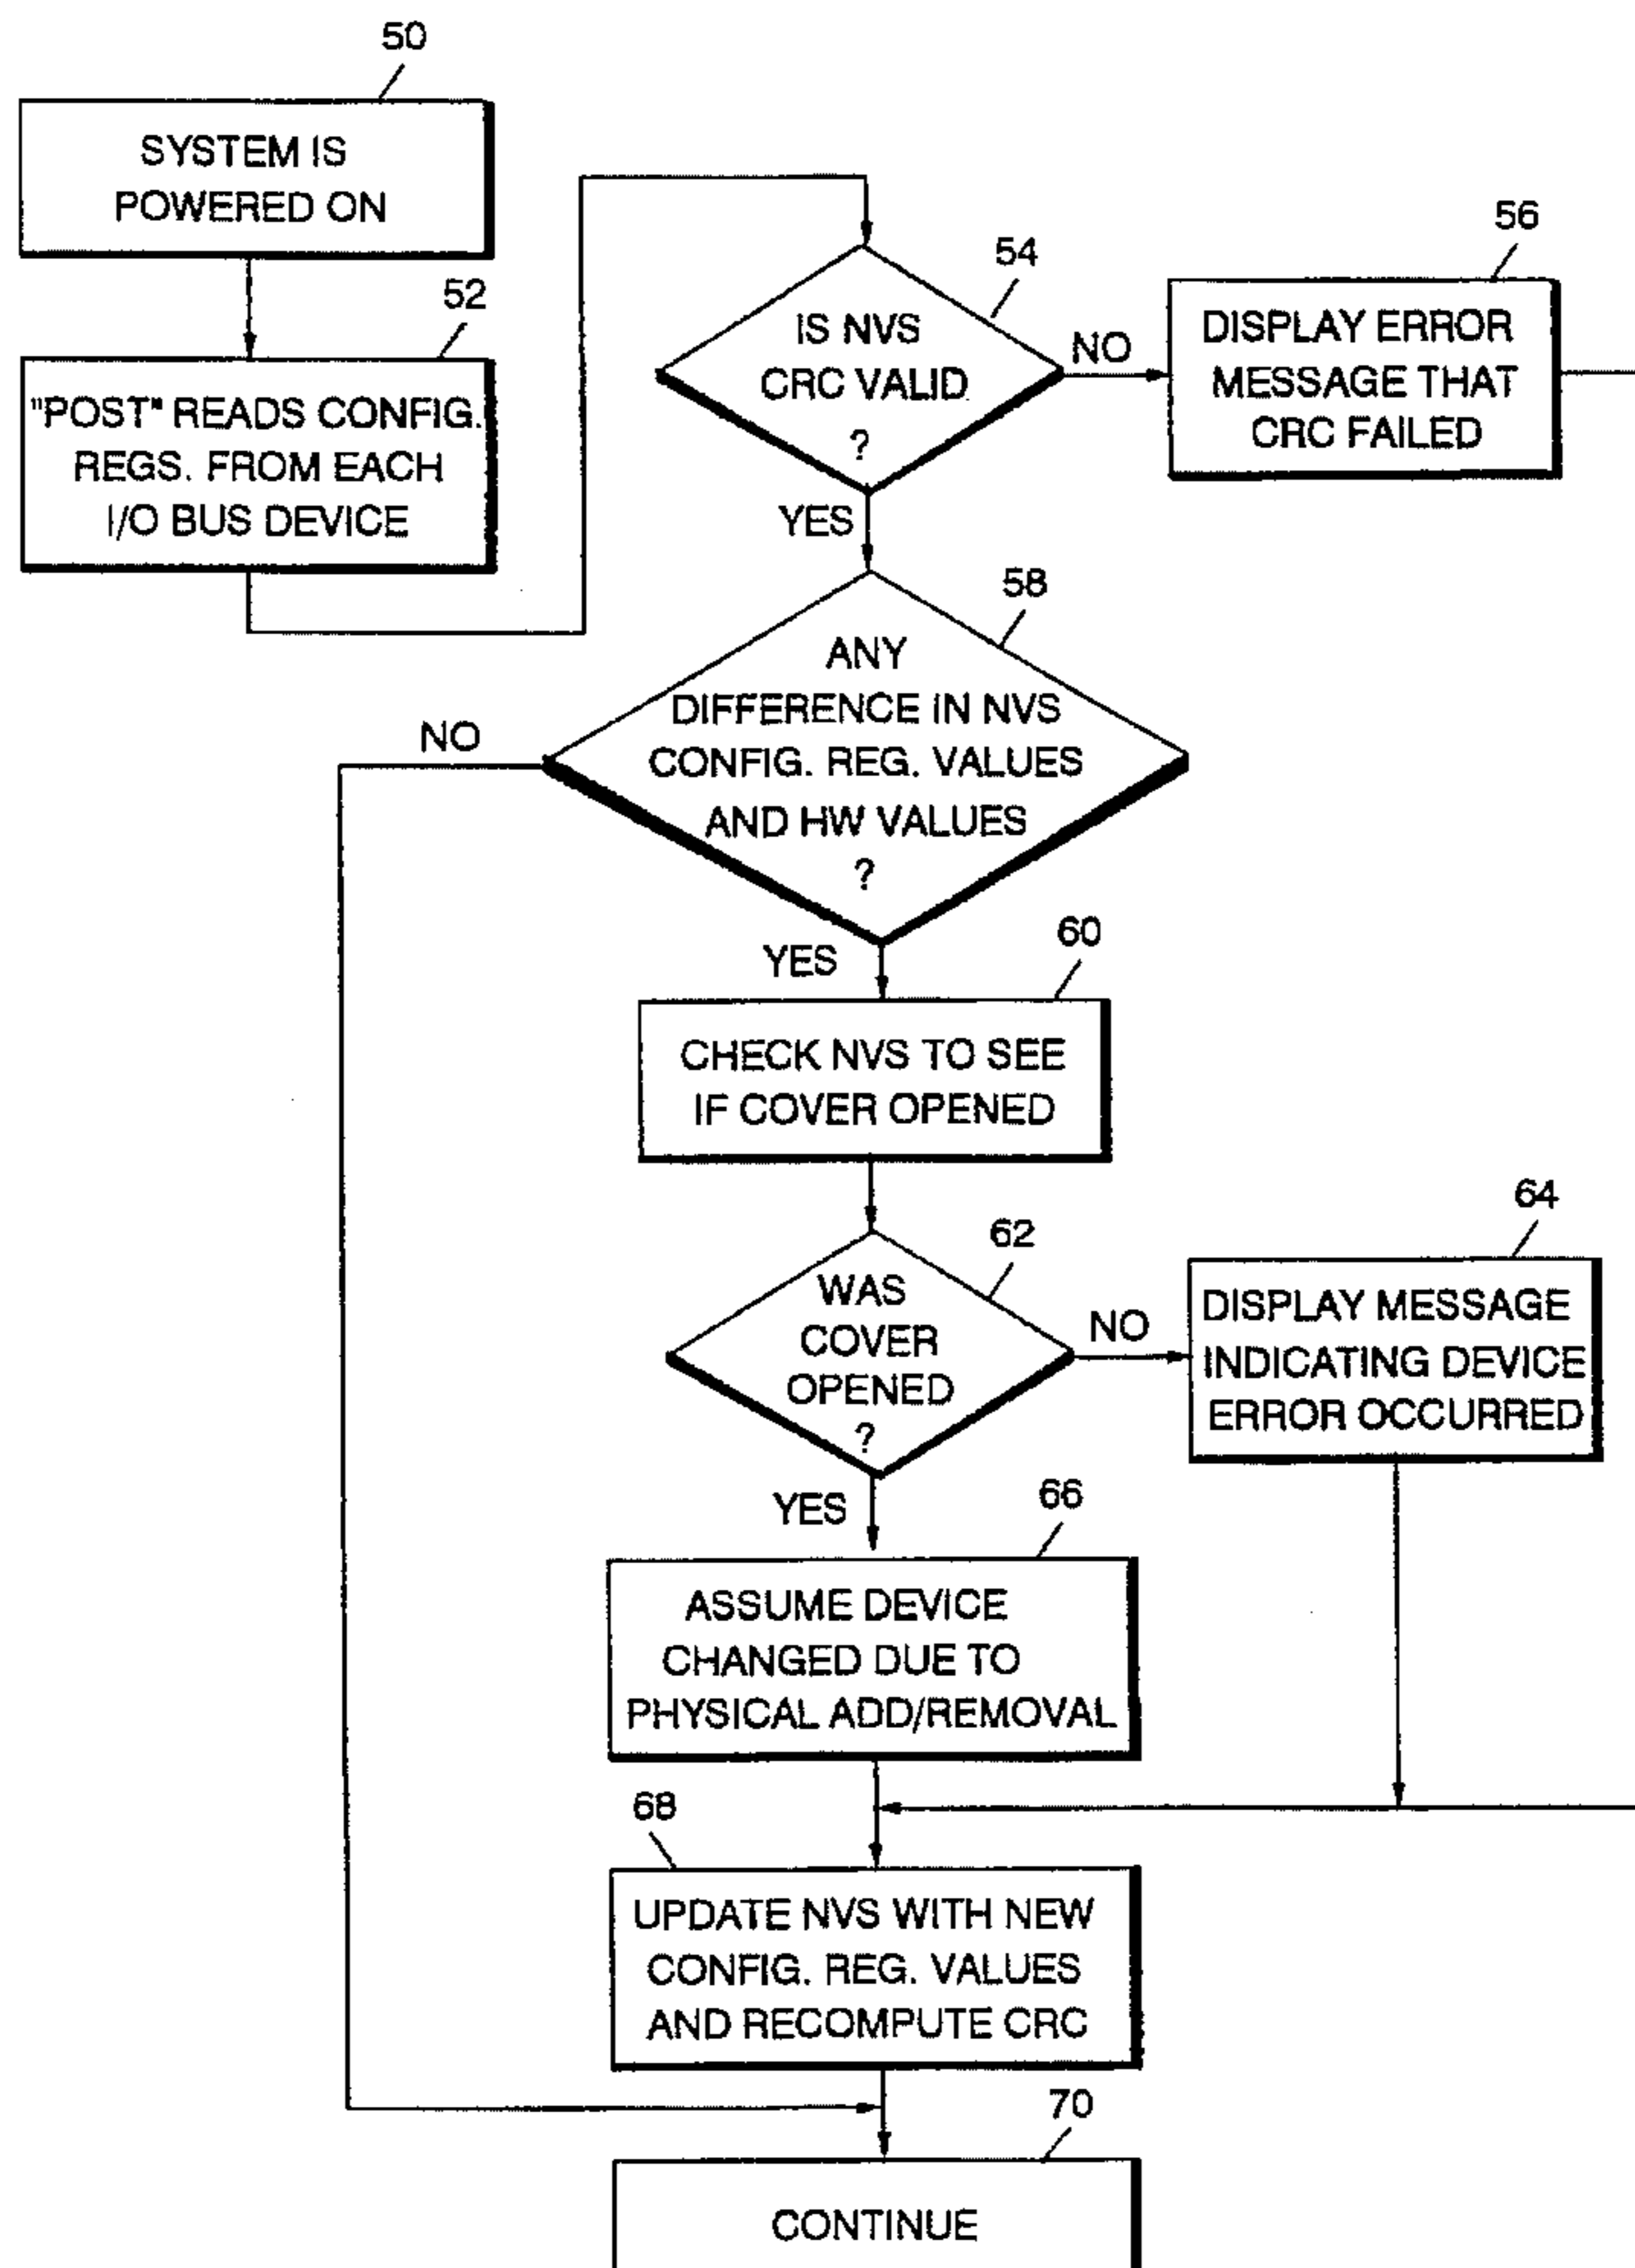 50
SYSTEM IS
POWERED ON
52
"POST" READS CONFIG.
REGS. FROM EACH
I/O BUS DEVICE
54
IS NVS
CRC VALID
?
NO
56
DISPLAY ERROR
MESSAGE THAT
CRC FAILED
YES
58
ANY
DIFFERENCE IN NVS
CONFIG. REG. VALUES
AND HW VALUES
?
NO
YES
60
CHECK NVS TO SEE
IF COVER OPENED
62
WAS
COVER
OPENED
?
NO
64
DISPLAY MESSAGE
INDICATING DEVICE
ERROR OCCURRED
YES
66
ASSUME DEVICE
CHANGED DUE TO
PHYSICAL ADD/REMOVAL
68
UPDATE NVS WITH NEW
CONFIG. REG. VALUES
AND RECOMPUTE CRC
70
CONTINUE